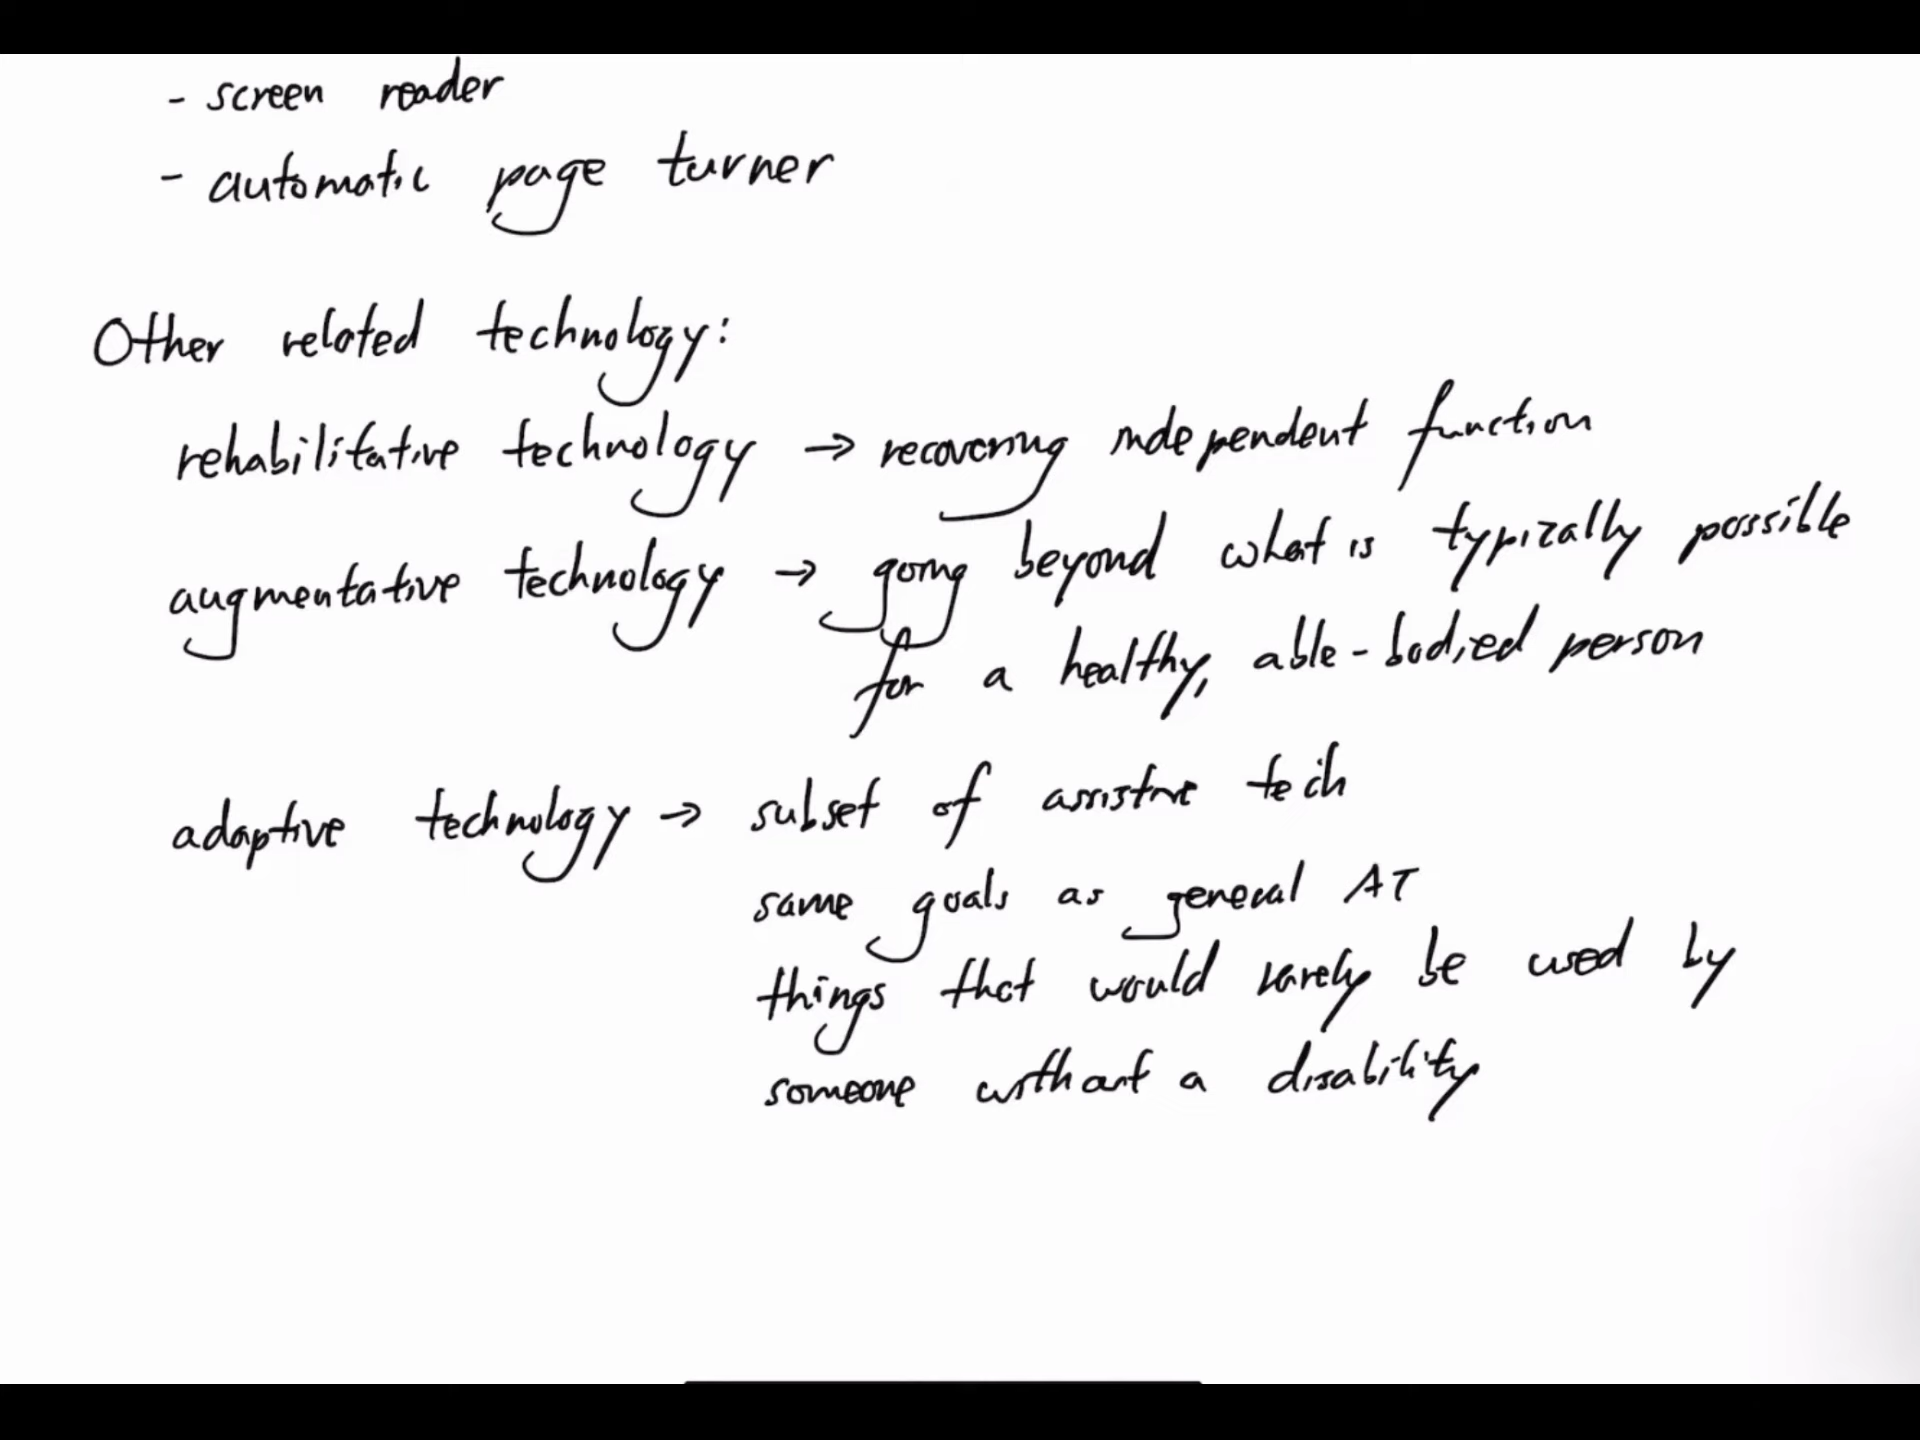 - screen reader
- automatic page turner
Other related technology:
rehabilitative technology → recovering independent function
augmentative technology → going beyond what is typically possible
for a healthy, able-bodied person
adaptive technology → subset of assistive tech
same goals as general AT
things that would rarely be used by
someone without a disability